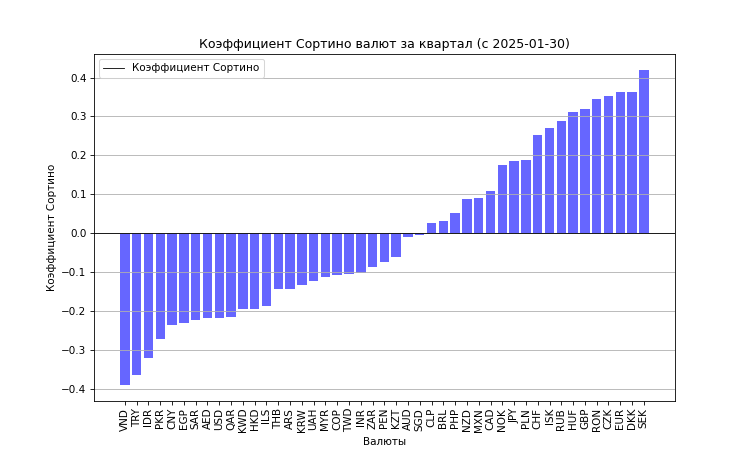 Коэффициент Сортино валют за квартал (с 2025-01-30)
Коэффициент Сортино
Коэффициент Сортино
0.4
0.3
0.2
0.1
0.0
−0.1
−0.2
−0.3
−0.4
VND TRY IDR PKR CNY EGP SAR AED USD QAR KWD HKD ILS THB ARS KRW UAH MYR COP TWD INR ZAR PEN KZT AUD SGD CLP BRL PHP NZD MXN CAD NOK JPY PLN CHF ISK RUB HUF GBP RON CZK EUR DKK SEK
Валюты